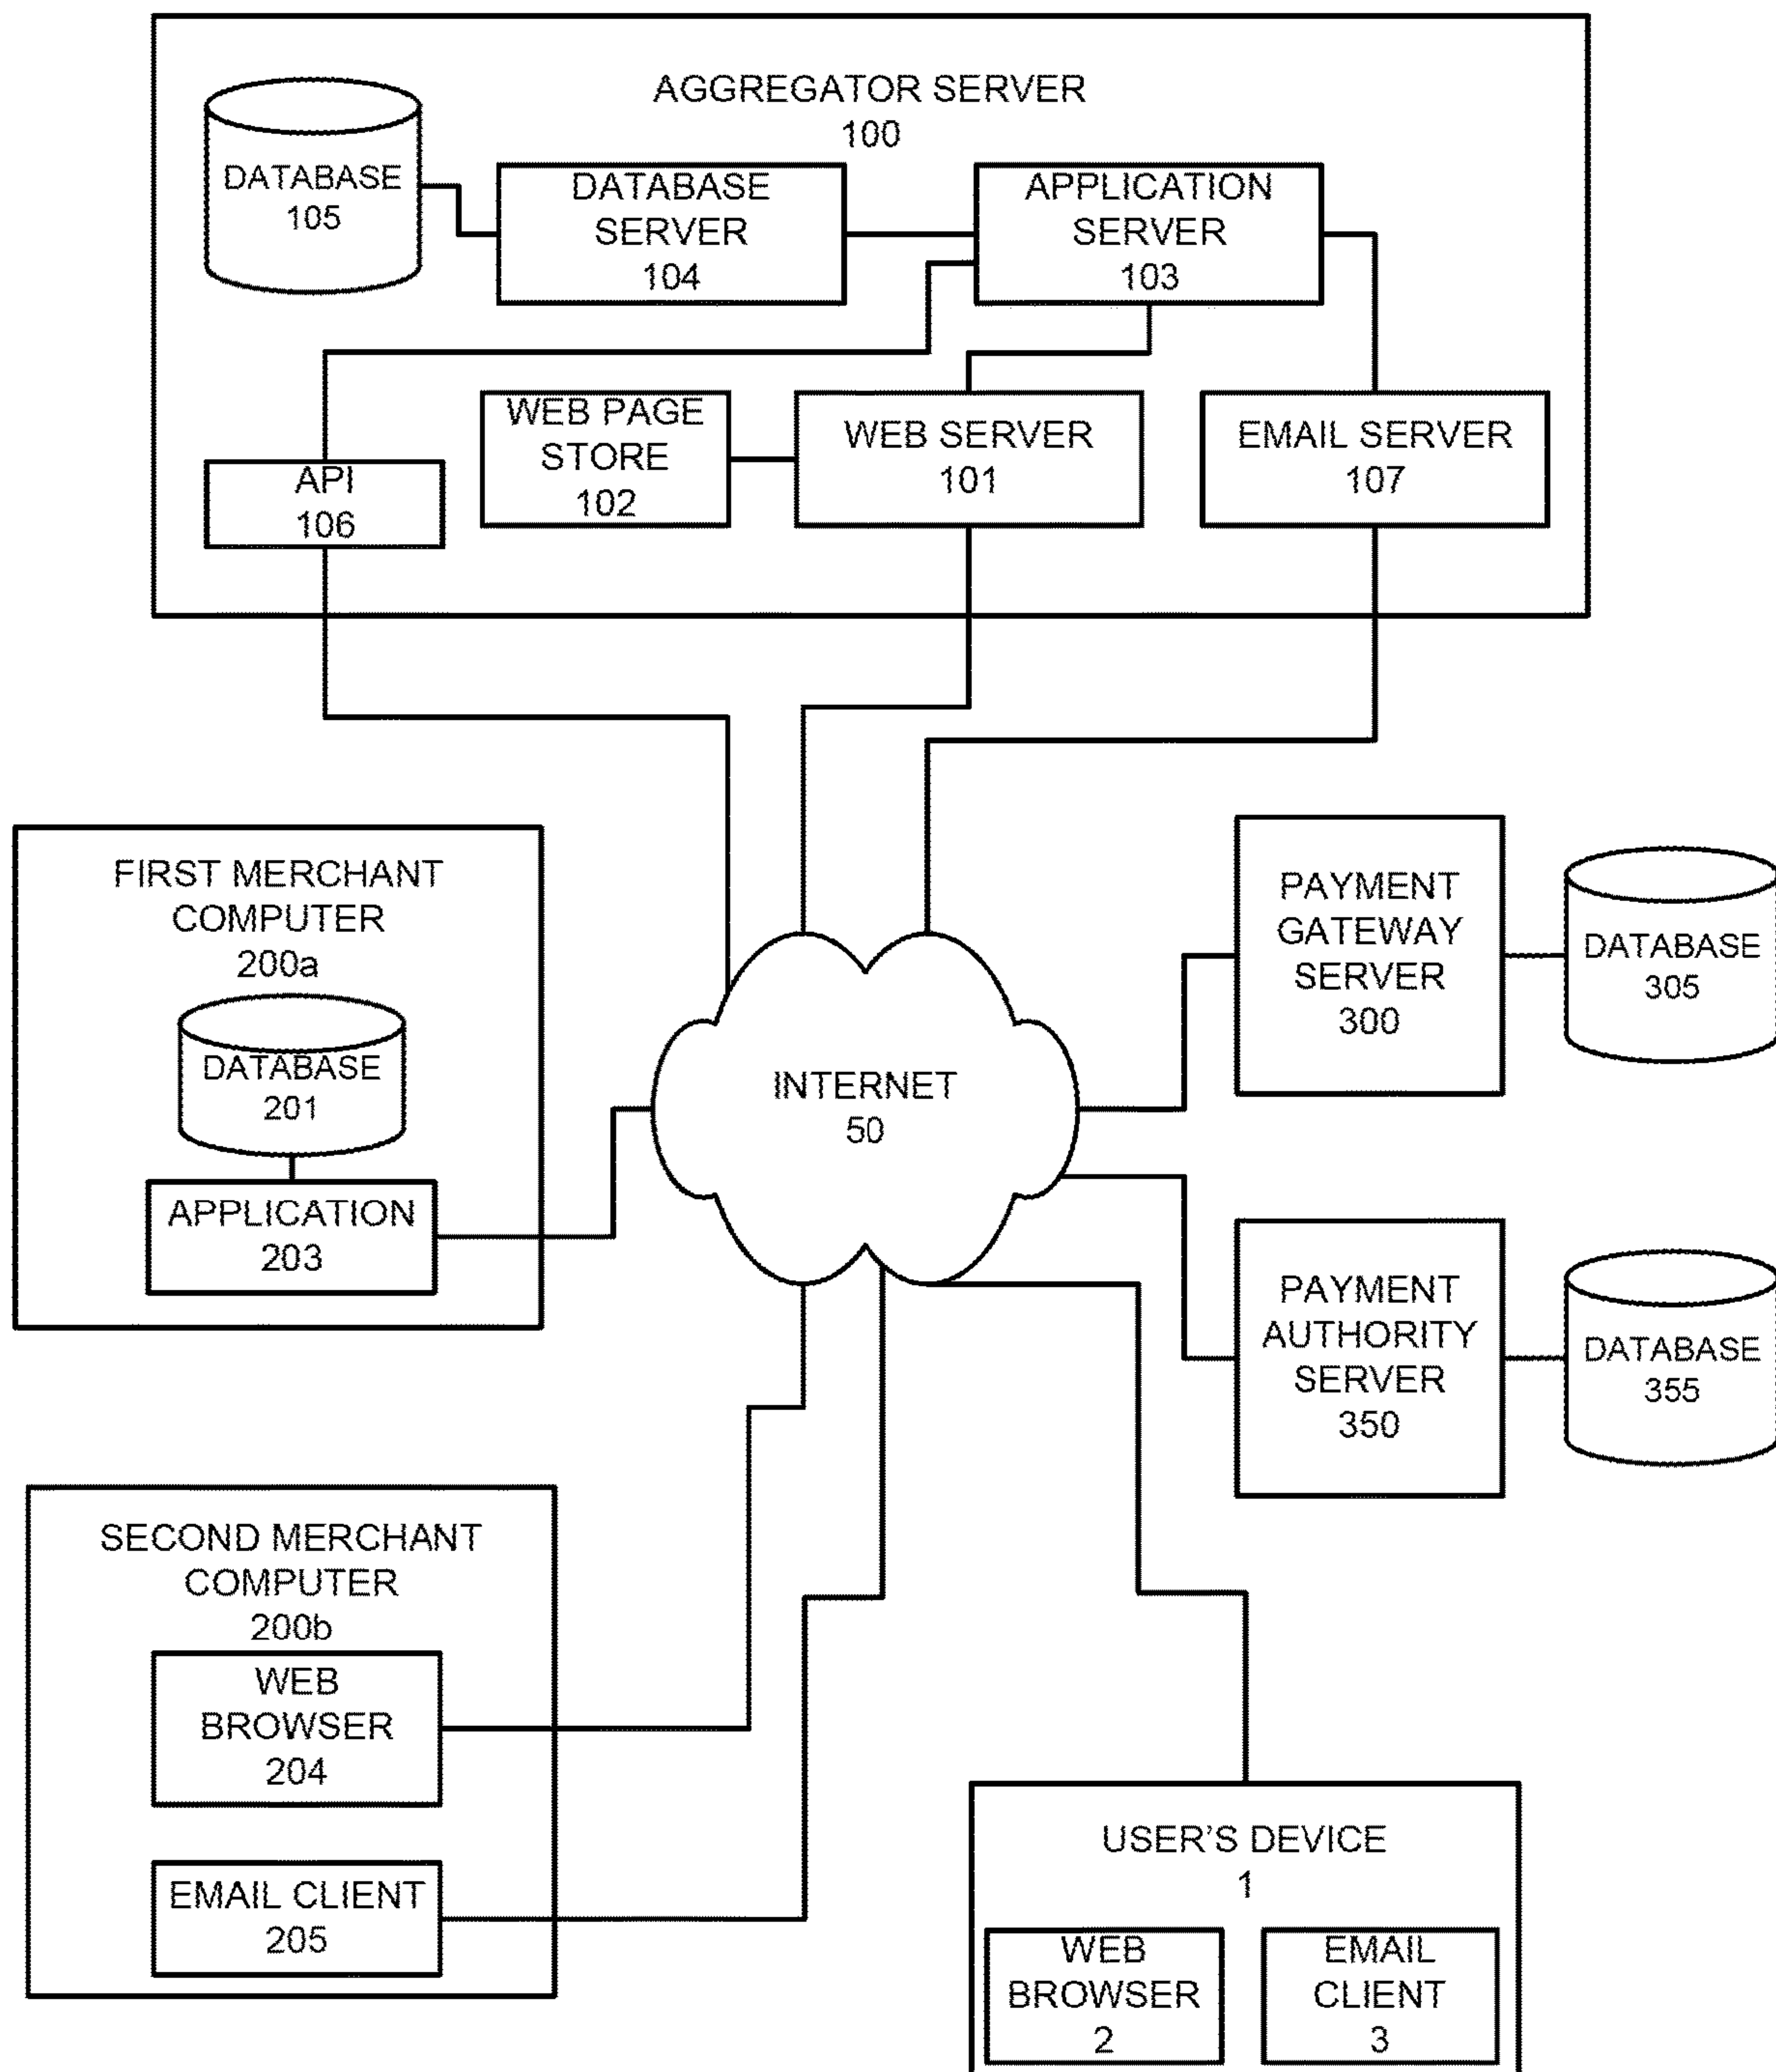 AGGREGATOR SERVER
100
DATABASE
105
DATABASE
SERVER
104
APPLICATION
SERVER
103
WEB PAGE
STORE
102
WEB SERVER
101
EMAIL SERVER
107
API
106
FIRST MERCHANT
COMPUTER
200a
DATABASE
201
APPLICATION
203
INTERNET
50
PAYMENT
GATEWAY
SERVER
300
DATABASE
305
PAYMENT
AUTHORITY
SERVER
350
DATABASE
355
SECOND MERCHANT
COMPUTER
200b
WEB
BROWSER
204
EMAIL CLIENT
205
USER'S DEVICE
1
WEB
BROWSER
2
EMAIL
CLIENT
3